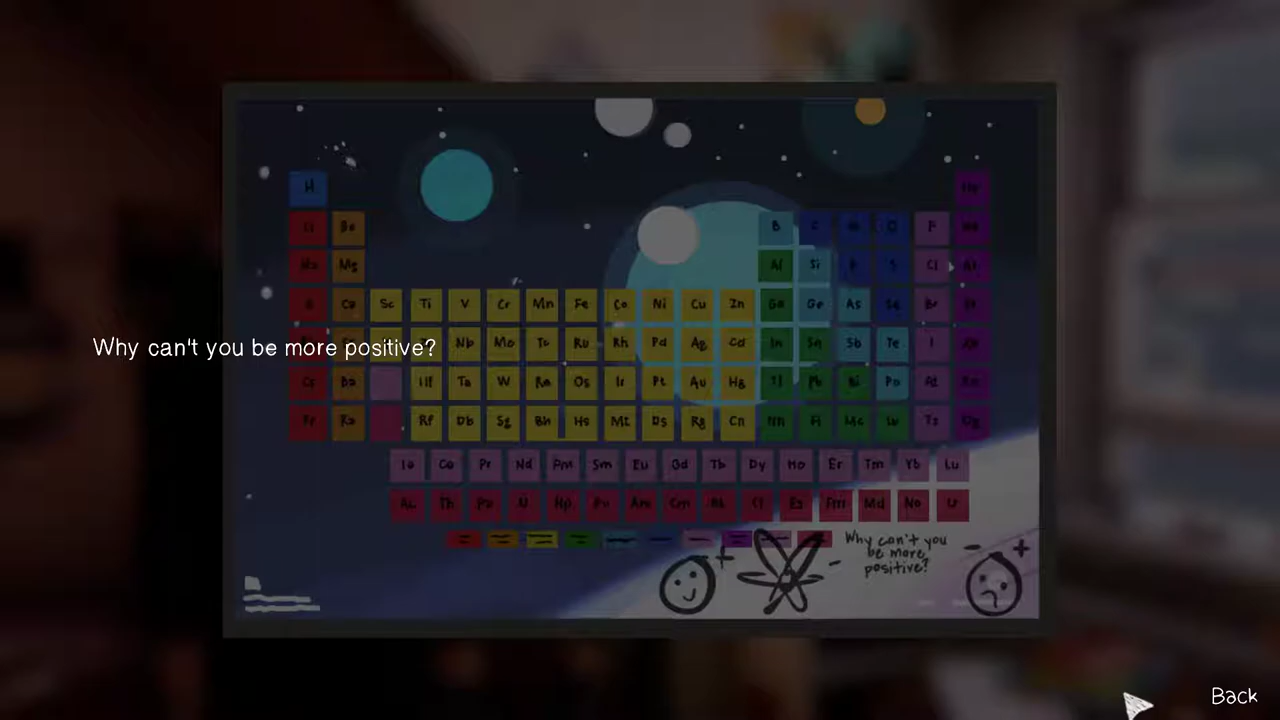 H He
Li Be B C N O F Ne
Na Mg Al Si P S Cl Ar
K Ca Sc Ti V Cr Mn Fe Co Ni Cu Zn Ga Ge As Se Br Kr
Why can't you be more positive?
Nb Mo Tc Ru Rh Pd Ag Cd In Sn Sb Te I
Cs Ba Hf Ta W Re Os Ir Pt Au Hg Tl Pb Bi Po At Rn
Fr Ra Rf Db Sg Bh Hs Mt Ds Rg Cn Nh Fl Mc Lv Ts Og
Ce Pr Nd Pm Sm Eu Gd Tb Dy Ho Er Tm Yb Lu
Ac Th Pa U Np Pu Am Cm Bk Cf Es Fm Md No
Why can't you
be more
positive?
+ - - +
Back